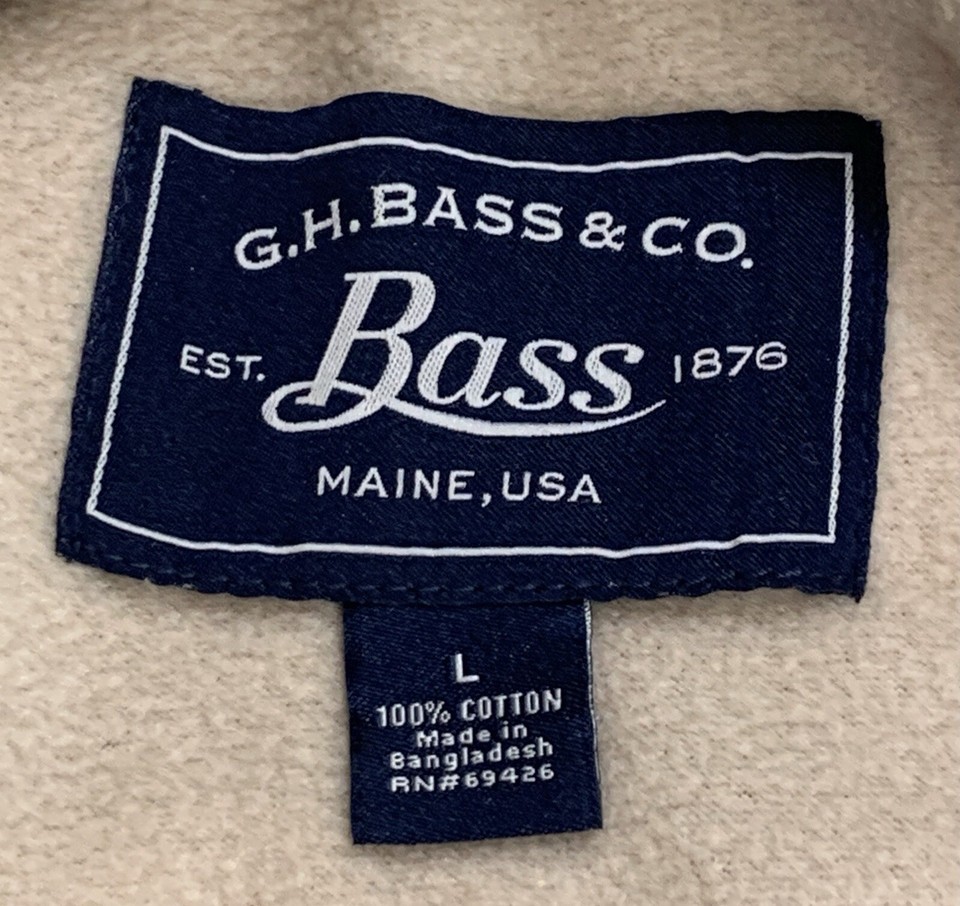 G.H. BASS & CO.
EST. Bass 1876
MAINE, USA
L
100% COTTON
Made in
Bangladesh
RN#69426